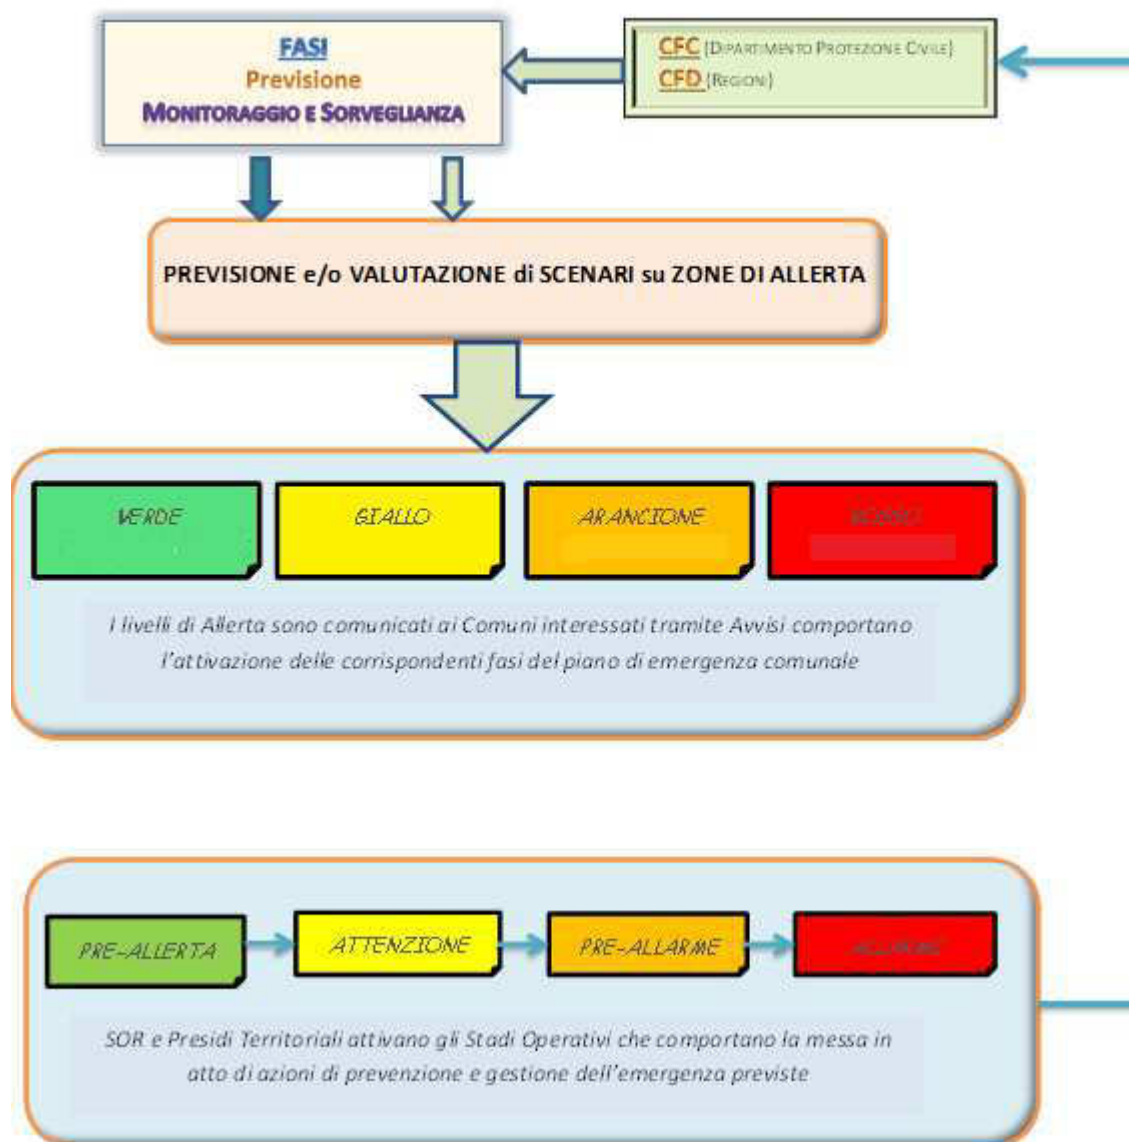 FASI
Previsione
MONITORAGGIO E SORVEGLIANZA
CFC (DIPARTIMENTO PROTEZIONE CIVILE)
CFD (REGIONI)
PREVISIONE e/o VALUTAZIONE di SCENARI su ZONE DI ALLERTA
VERDE
GIALLO
ARANCIONE
ROSSO
I livelli di Allerta sono comunicati ai Comuni interessati tramite Avvisi comportano
l'attivazione delle corrispondenti fasi del piano di emergenza comunale
PRE-ALLERTA
ATTENZIONE
PRE-ALLARME
ALLARME
SOR e Presidi Territoriali attivano gli Stadi Operativi che comportano la messa in
atto di azioni di prevenzione e gestione dell'emergenza previste